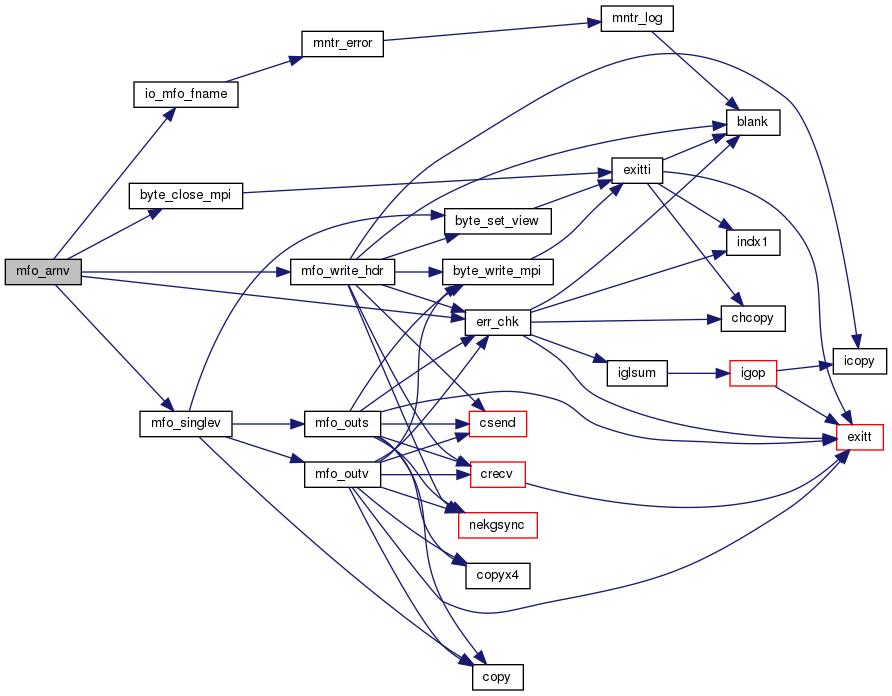 mntr_log
mntr_error
io_mfo_fname
blank
exitti
byte_close_mpi
byte_set_view
indx1
mfo_arnv
mfo_write_hdr
byte_write_mpi
chcopy
err_chk
icopy
iglsum
igop
mfo_singlev
mfo_outs
csend
exitt
mfo_outv
crecv
nekgsync
copyx4
copy